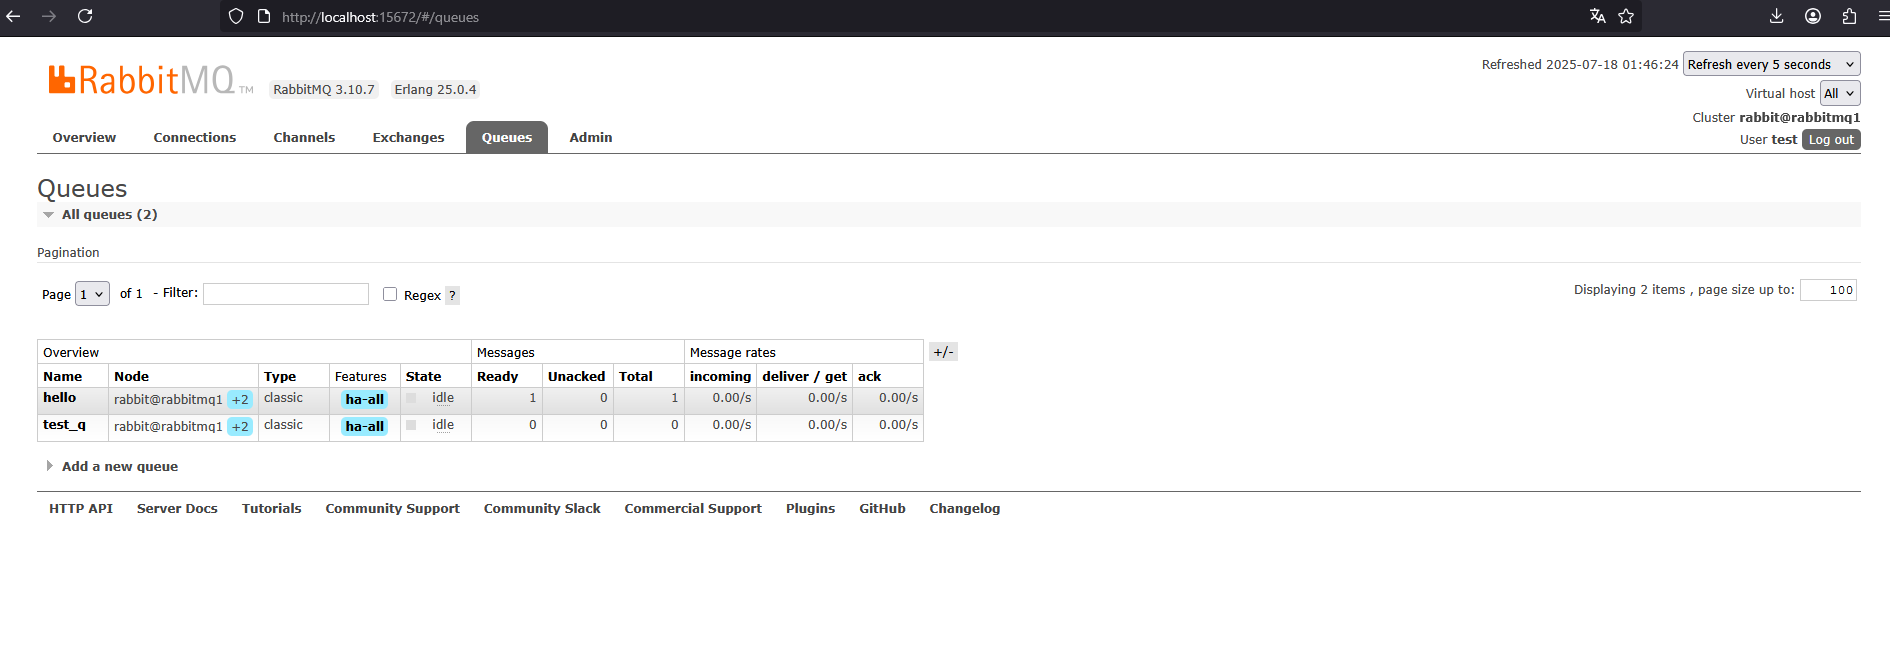 http://localhost:15672/#/queues
RabbitMQ TM RabbitMQ 3.10.7 Erlang 25.0.4
Refreshed 2025-07-18 01:46:24 Refresh every 5 seconds
Virtual host All
Cluster rabbit@rabbitmq1
User test Log out
Overview Connections Channels Exchanges Queues Admin
Queues
All queues (2)
Pagination
Page 1 of 1 - Filter: Regex ? Displaying 2 items , page size up to: 100
Overview Messages Message rates +/-
Name Node Type Features State Ready Unacked Total incoming deliver / get ack
hello rabbit@rabbitmq1 +2 classic ha-all idle 1 0 1 0.00/s 0.00/s 0.00/s
test_q rabbit@rabbitmq1 +2 classic ha-all idle 0 0 0 0.00/s 0.00/s 0.00/s
Add a new queue
HTTP API Server Docs Tutorials Community Support Community Slack Commercial Support Plugins GitHub Changelog